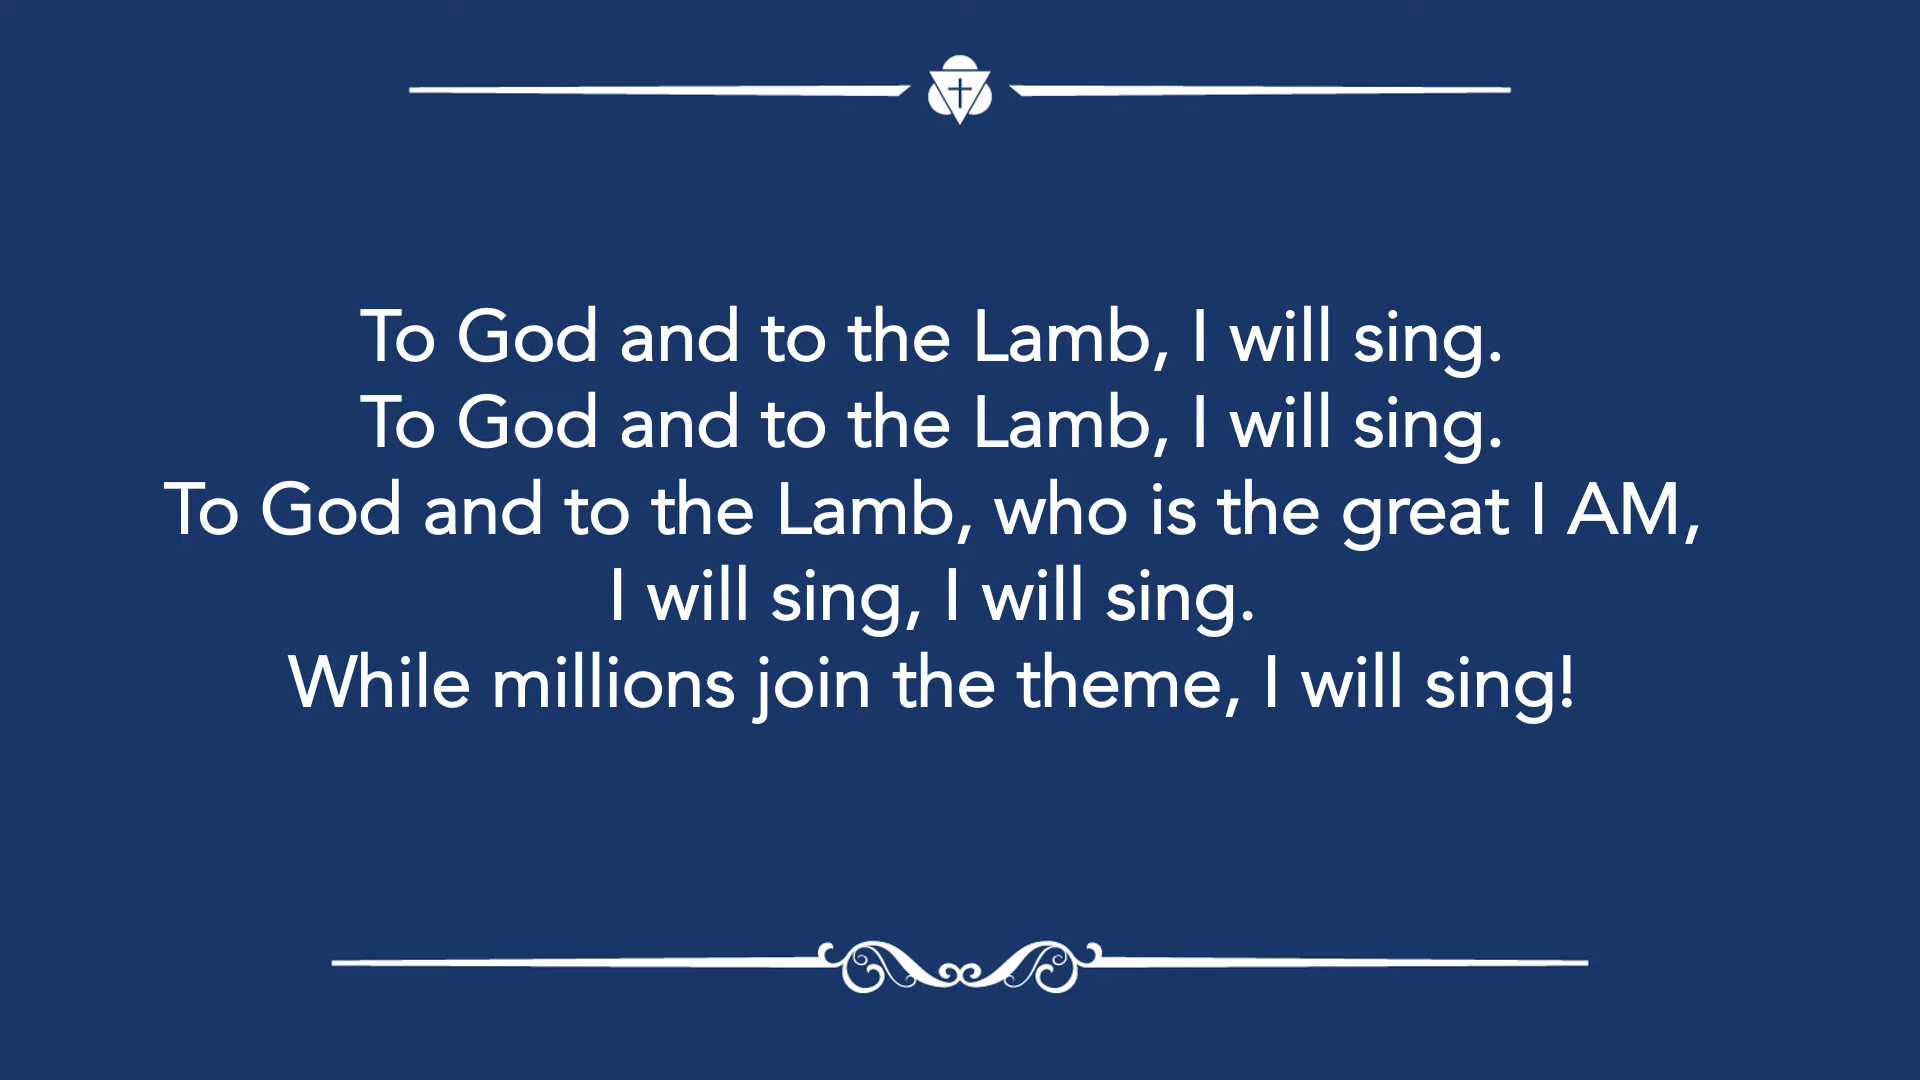 To God and to the Lamb, I will sing.
To God and to the Lamb, I will sing.
To God and to the Lamb, who is the great I AM,
I will sing, I will sing.
While millions join the theme, I will sing!